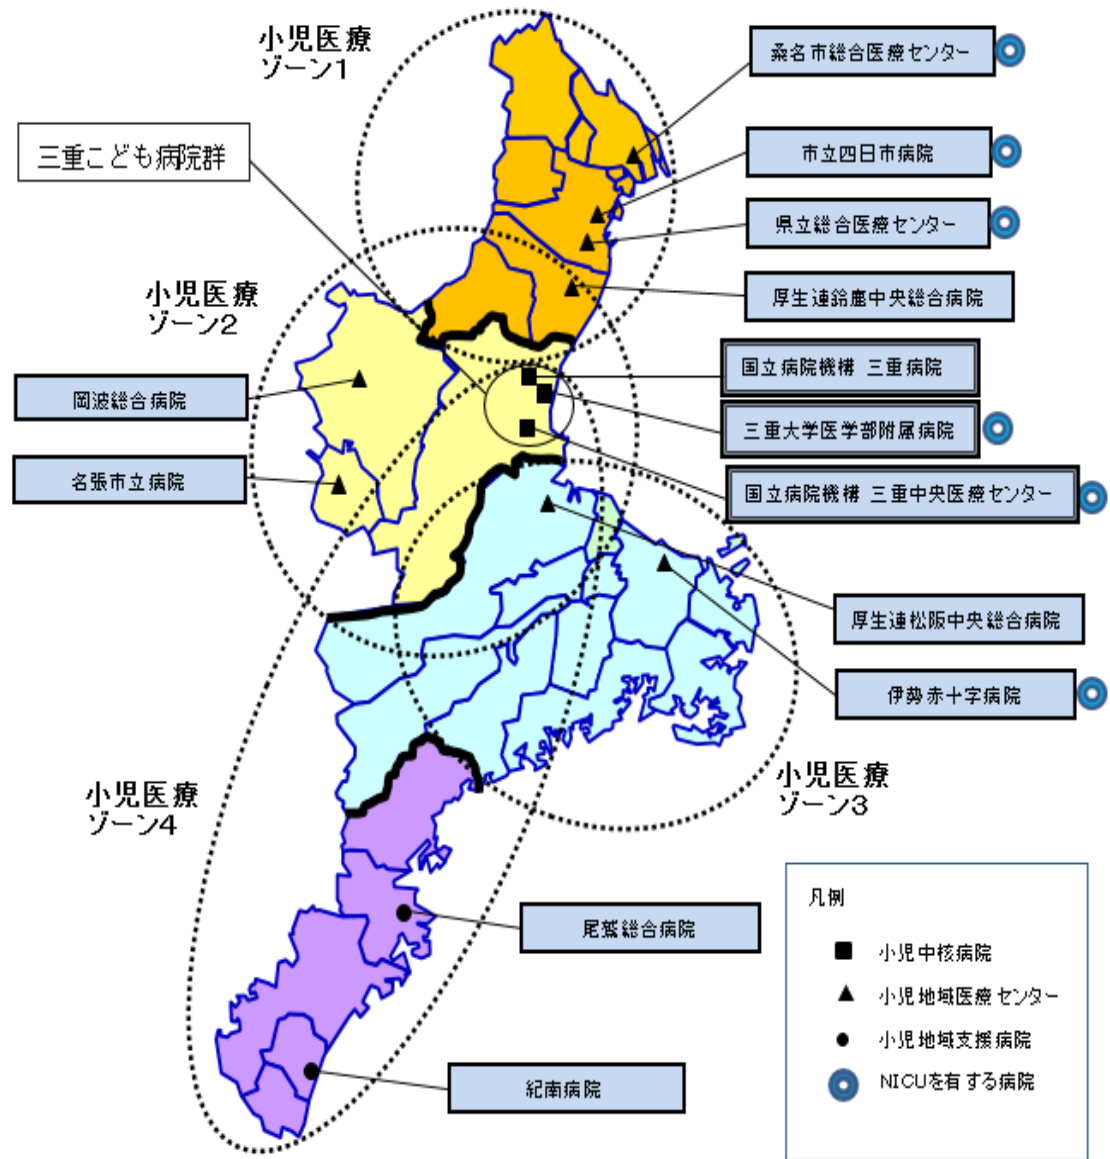 小児医療
ゾーン1
桑名市総合医療センター
三重こども病院群
市立四日市病院
県立総合医療センター
小児医療
ゾーン2
厚生連鈴鹿中央総合病院
国立病院機構 三重病院
岡波総合病院
三重大学医学部附属病院
名張市立病院
国立病院機構 三重中央医療センター
厚生連松阪中央総合病院
伊勢赤十字病院
小児医療
ゾーン3
小児医療
ゾーン4
凡例
尾鷲総合病院
小児中核病院
小児地域医療センター
小児地域支援病院
NICUを有する病院
紀南病院